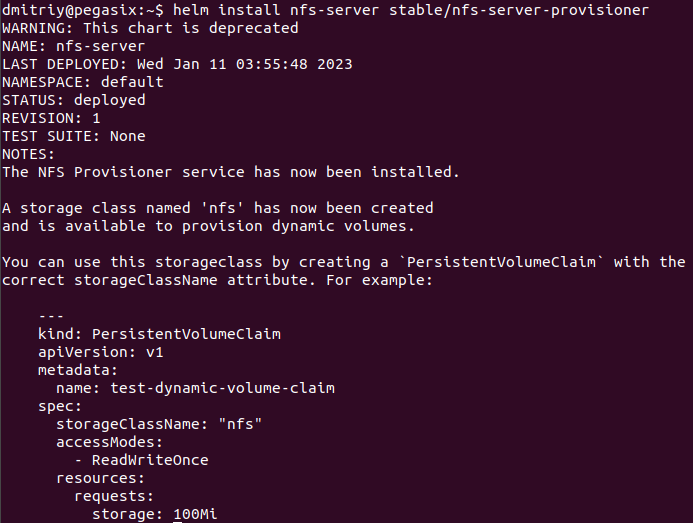 dmitriy@pegasix:~$ helm install nfs-server stable/nfs-server-provisioner
WARNING: This chart is deprecated
NAME: nfs-server
LAST DEPLOYED: Wed Jan 11 03:55:48 2023
NAMESPACE: default
STATUS: deployed
REVISION: 1
TEST SUITE: None
NOTES:
The NFS Provisioner service has now been installed.

A storage class named 'nfs' has now been created
and is available to provision dynamic volumes.

You can use this storageclass by creating a `PersistentVolumeClaim` with the
correct storageClassName attribute. For example:

    ---
    kind: PersistentVolumeClaim
    apiVersion: v1
    metadata:
      name: test-dynamic-volume-claim
    spec:
      storageClassName: "nfs"
      accessModes:
        - ReadWriteOnce
      resources:
        requests:
          storage: 100Mi